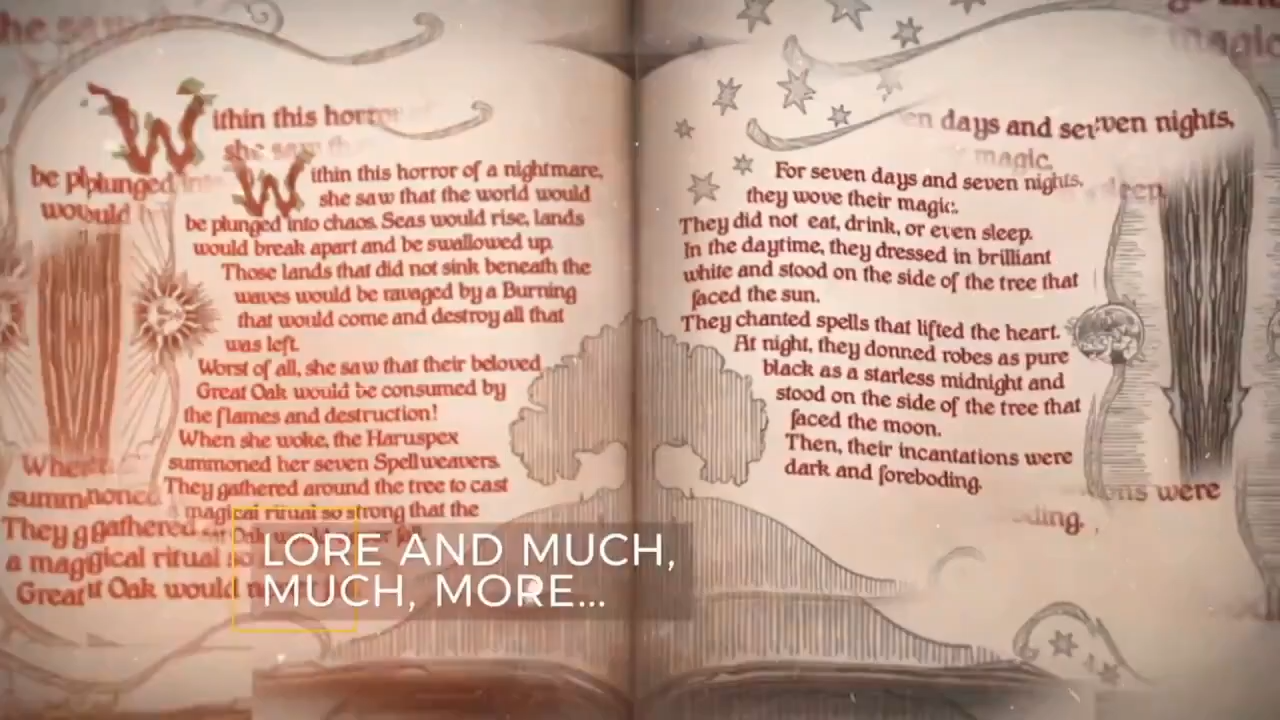 Within this horror of a nightmare,
she saw that the world would
be plunged into chaos. Seas would rise, lands
would break apart and be swallowed up.
Those lands that did not sink beneath the
waves would be ravaged by a Burning
that would come and destroy all that
was left.
Worst of all, she saw that their beloved
Great Oak would be consumed by
the flames and destruction!
When she woke, the Haruspex
summoned her seven Spellweavers.
They gathered around the tree to cast
magical ritual so strong that the
For seven days and seven nights,
they wove their magic.
They did not eat, drink, or even sleep.
In the daytime, they dressed in brilliant
white and stood on the side of the tree that
faced the sun.
They chanted spells that lifted the heart.
At night, they donned robes as pure
black as a starless midnight and
stood on the side of the tree that
faced the moon.
Then, their incantations were
dark and foreboding.
LORE AND MUCH,
MUCH, MORE...